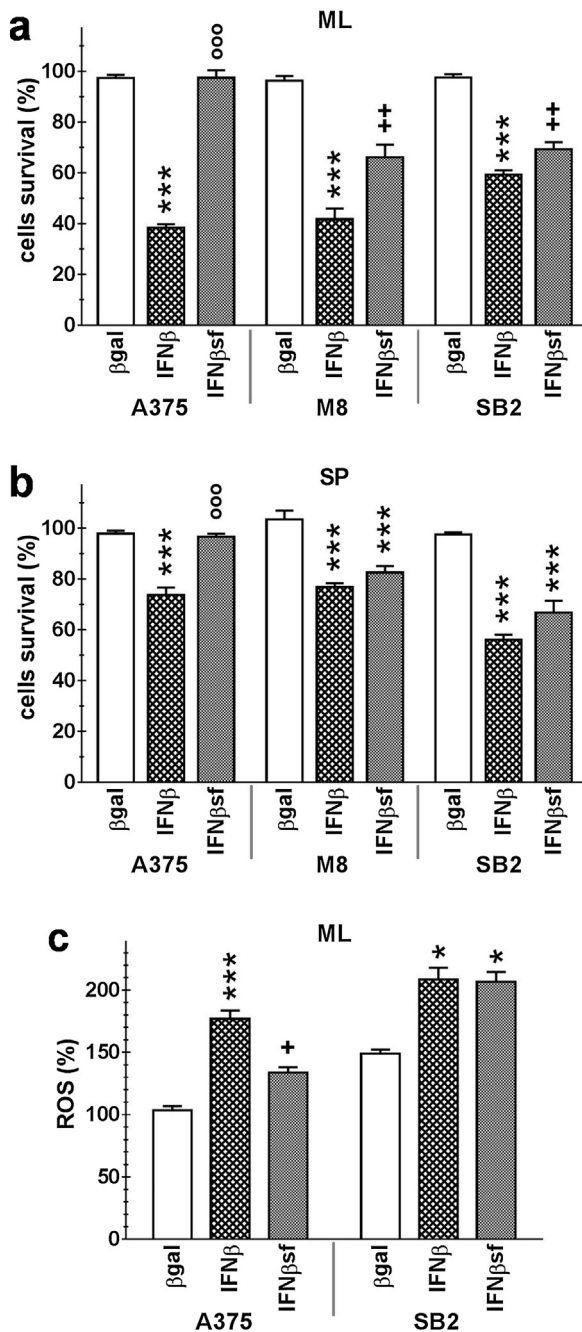 a
ML
cells survival (%)
100
80
60
40
20
0
***
ooo
***
++
***
++
βgal
IFNβ
IFNβsf
βgal
IFNβ
IFNβsf
βgal
IFNβ
IFNβsf
A375
M8
SB2
b
SP
cells survival (%)
100
80
60
40
20
0
***
ooo
***
***
***
***
βgal
IFNβ
IFNβsf
βgal
IFNβ
IFNβsf
βgal
IFNβ
IFNβsf
A375
M8
SB2
c
ML
ROS (%)
200
150
100
50
0
***
+
*
*
βgal
IFNβ
IFNβsf
βgal
IFNβ
IFNβsf
A375
SB2